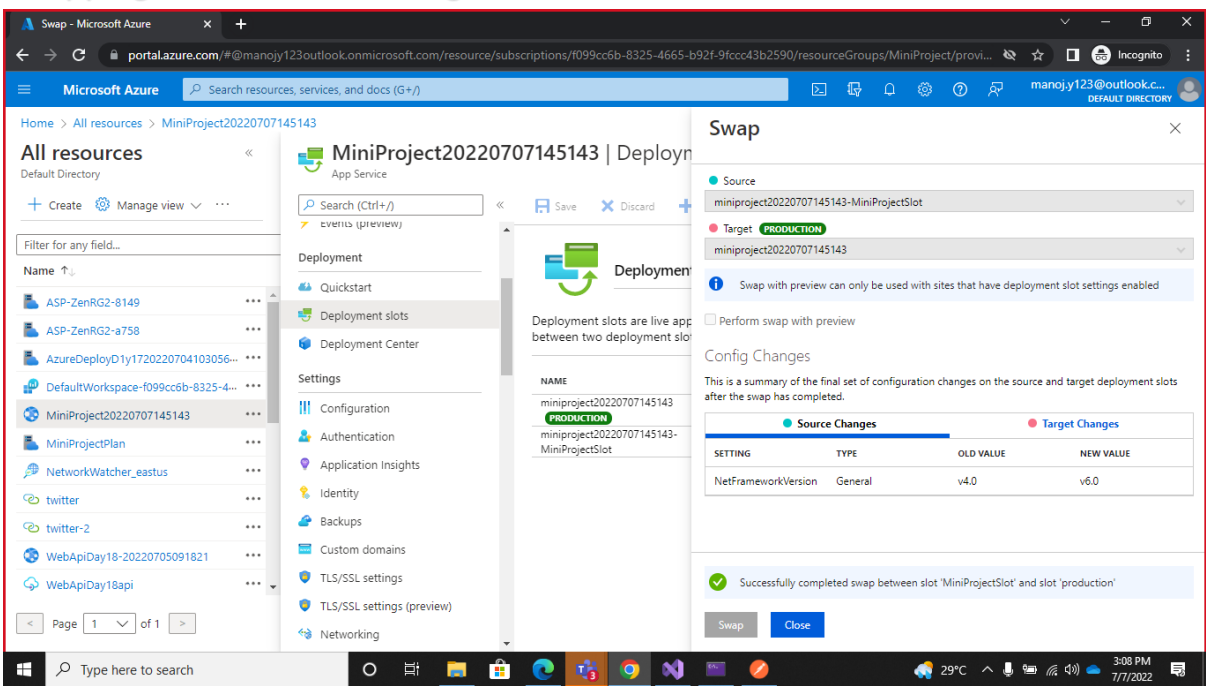 Swap - Microsoft Azure
portal.azure.com/#@manojy123outlook.onmicrosoft.com/resource/subscriptions/f099cc6b-8325-4665-b92f-9fccc43b2590/resourceGroups/MiniProject/provi...
Incognito
Microsoft Azure
Search resources, services, and docs (G+/)
manoj.y123@outlook.c...
DEFAULT DIRECTORY
Home > All resources > MiniProject20220707145143
All resources
Default Directory
+ Create
Manage view
Filter for any field...
Name ↑↓
ASP-ZenRG2-8149
ASP-ZenRG2-a758
AzureDeployD1y1720220704103056...
DefaultWorkspace-f099cc6b-8325-4...
MiniProject20220707145143
MiniProjectPlan
NetworkWatcher_eastus
twitter
twitter-2
WebApiDay18-20220705091821
WebApiDay18api
< Page 1 of 1 >
MiniProject20220707145143 | Deployn
App Service
Search (Ctrl+/)
Events (preview)
Deployment
Quickstart
Deployment slots
Deployment Center
Settings
Configuration
Authentication
Application Insights
Identity
Backups
Custom domains
TLS/SSL settings
TLS/SSL settings (preview)
Networking
Save
Discard
Deploymen
Deployment slots are live app
between two deployment slo
NAME
miniproject20220707145143
PRODUCTION
miniproject20220707145143-
MiniProjectSlot
Swap
Source
miniproject20220707145143-MiniProjectSlot
Target PRODUCTION
miniproject20220707145143
Swap with preview can only be used with sites that have deployment slot settings enabled
Perform swap with preview
Config Changes
This is a summary of the final set of configuration changes on the source and target deployment slots
after the swap has completed.
Source Changes
Target Changes
SETTING TYPE OLD VALUE NEW VALUE
NetFrameworkVersion General v4.0 v6.0
Successfully completed swap between slot 'MiniProjectSlot' and slot 'production'
Swap
Close
Type here to search
3
29°C
3:08 PM
7/7/2022